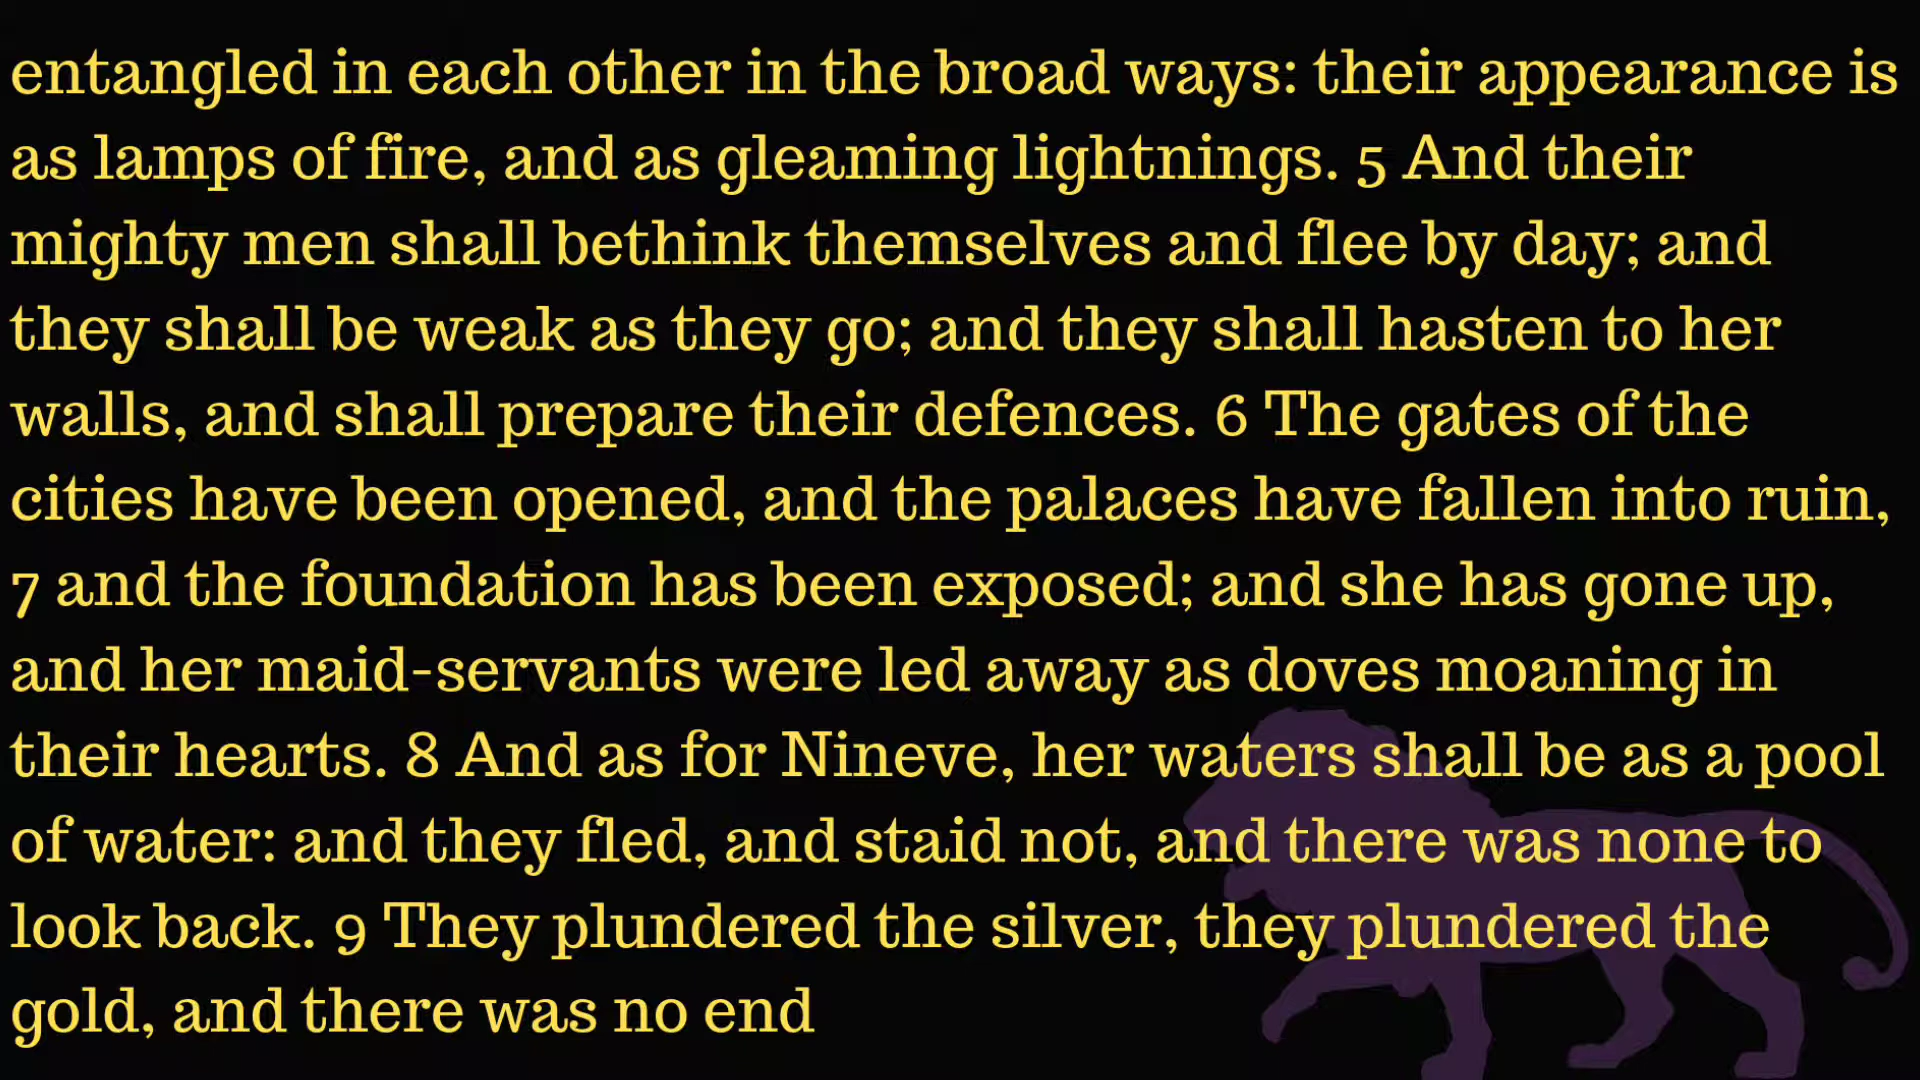 entangled in each other in the broad ways: their appearance is
as lamps of fire, and as gleaming lightnings. 5 And their
mighty men shall bethink themselves and flee by day; and
they shall be weak as they go; and they shall hasten to her
walls, and shall prepare their defences. 6 The gates of the
cities have been opened, and the palaces have fallen into ruin,
7 and the foundation has been exposed; and she has gone up,
and her maid-servants were led away as doves moaning in
their hearts. 8 And as for Nineve, her waters shall be as a pool
of water: and they fled, and staid not, and there was none to
look back. 9 They plundered the silver, they plundered the
gold, and there was no end